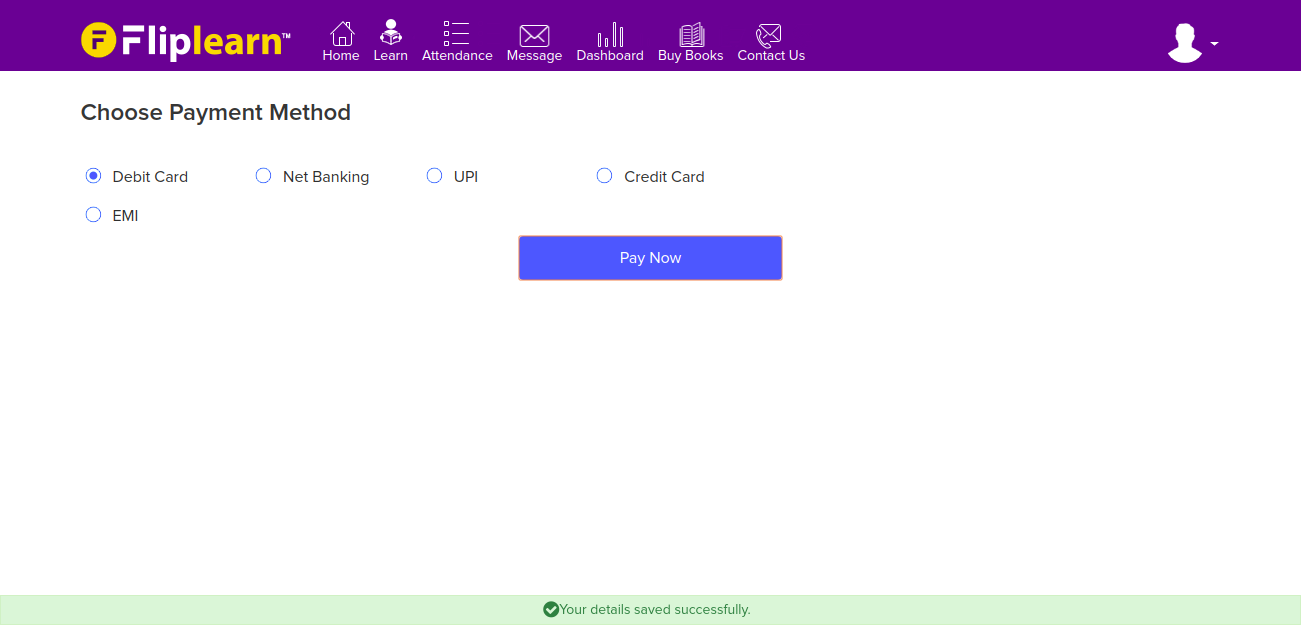 Fliplearn™
Home Learn Attendance Message Dashboard Buy Books Contact Us
Choose Payment Method
Debit Card Net Banking UPI Credit Card
EMI
Pay Now
Your details saved successfully.